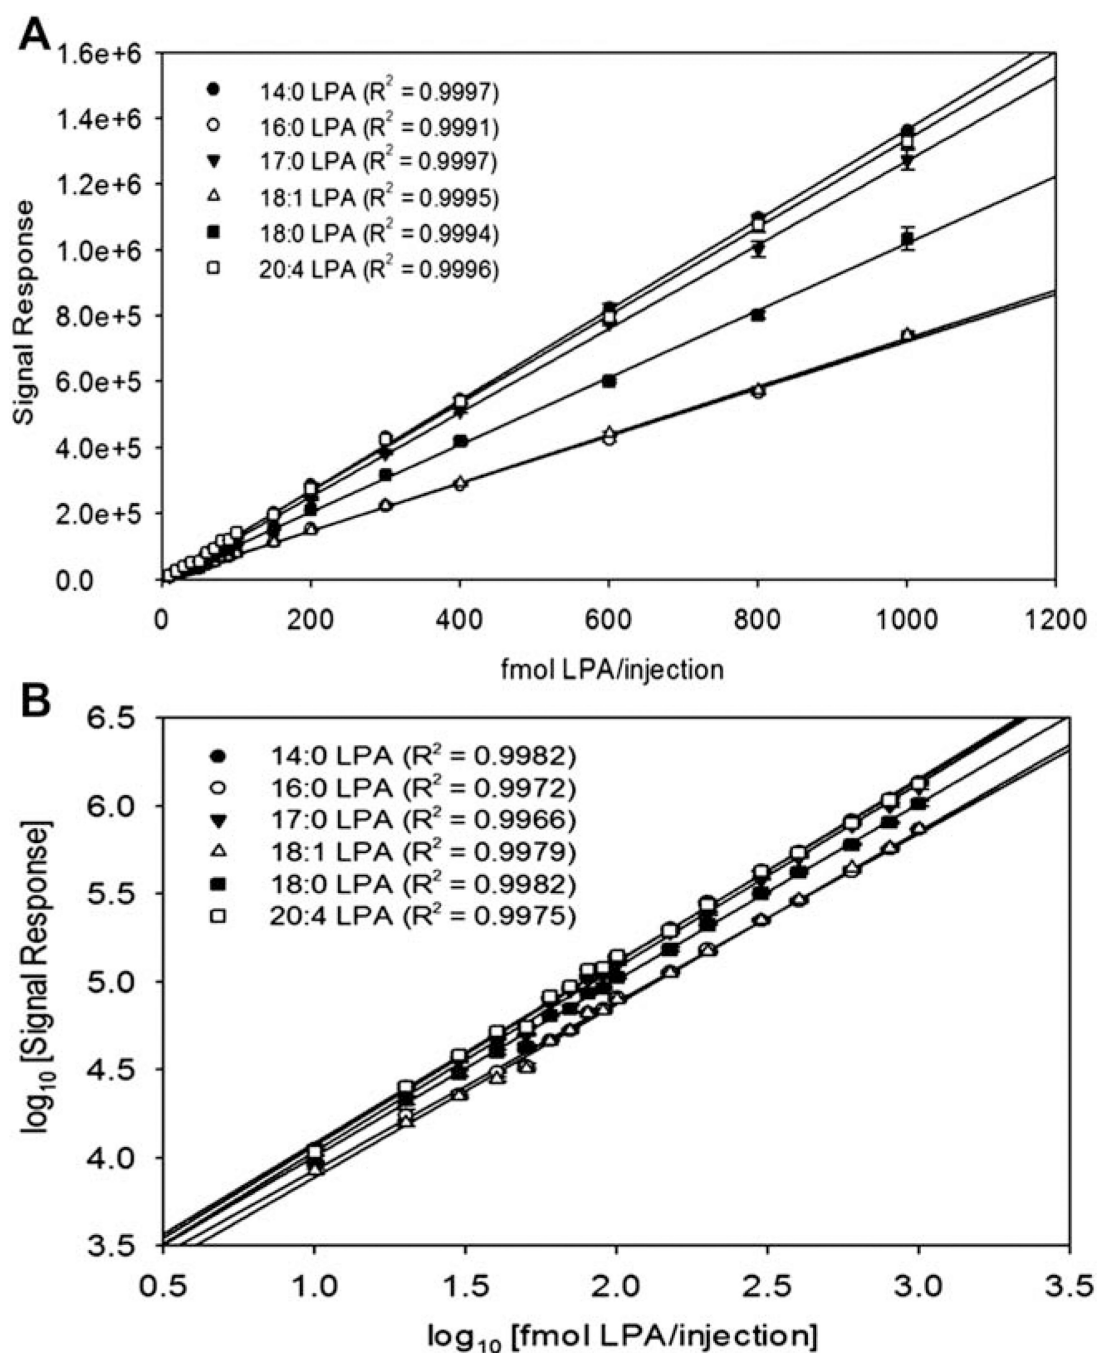 A
1.6e+6
1.4e+6
1.2e+6
1.0e+6
8.0e+5
6.0e+5
4.0e+5
2.0e+5
0.0
Signal Response
14:0 LPA (R² = 0.9997)
16:0 LPA (R² = 0.9991)
17:0 LPA (R² = 0.9997)
18:1 LPA (R² = 0.9995)
18:0 LPA (R² = 0.9994)
20:4 LPA (R² = 0.9996)
0 200 400 600 800 1000 1200
fmol LPA/injection
B
6.5
6.0
5.5
5.0
4.5
4.0
3.5
log₁₀ [Signal Response]
14:0 LPA (R² = 0.9982)
16:0 LPA (R² = 0.9972)
17:0 LPA (R² = 0.9966)
18:1 LPA (R² = 0.9979)
18:0 LPA (R² = 0.9982)
20:4 LPA (R² = 0.9975)
0.5 1.0 1.5 2.0 2.5 3.0 3.5
log₁₀ [fmol LPA/injection]